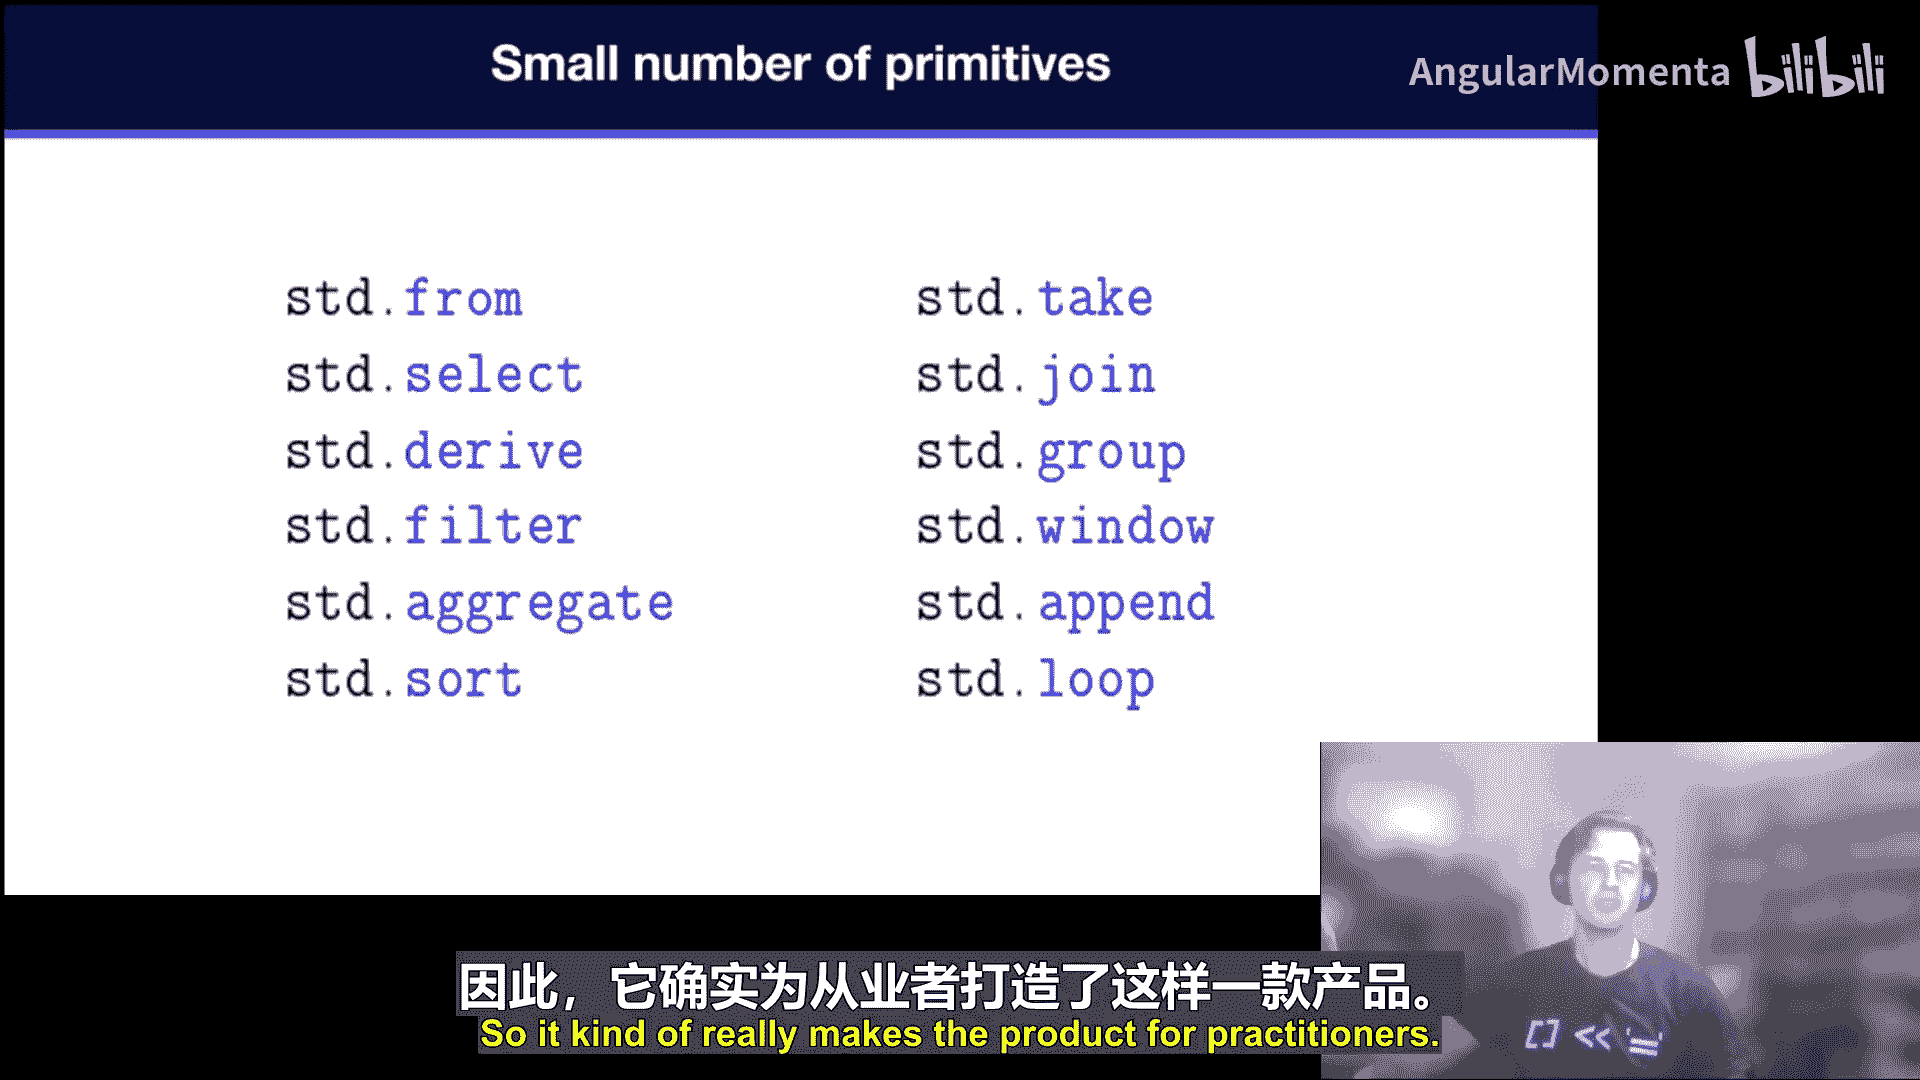 Small number of primitives
AngularMomenta bilibili
std.from
std.select
std.derive
std.filter
std.aggregate
std.sort
std.take
std.join
std.group
std.window
std.append
std.loop
因此，它确实为从业者打造了这样一款产品。
So it kind of really makes the product for practitioners.